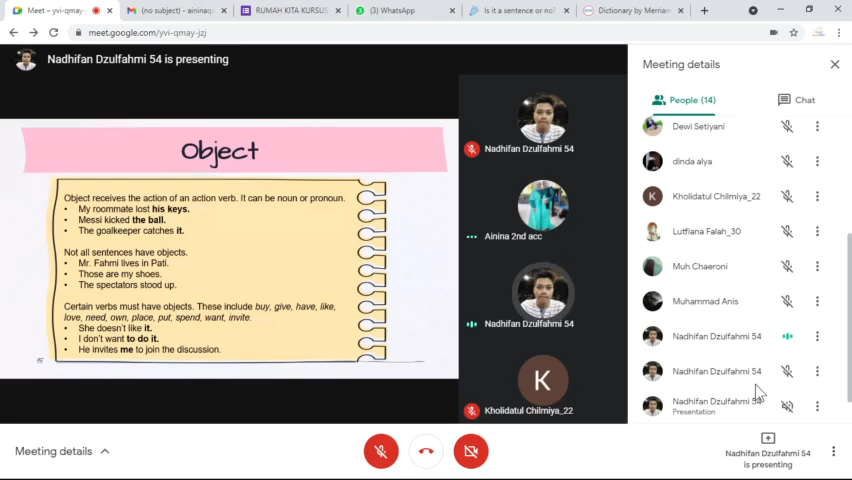 Meet – yvi-qmay-
(no subject) - aininaq
RUMAH KITA KURSUS
(3) WhatsApp
Is it a sentence or no?
Dictionary by Merriam
meet.google.com/yvi-qmay-jzj
Nadhifan Dzulfahmi 54 is presenting
Object
Object receives the action of an action verb. It can be noun or pronoun.
• My roommate lost his keys.
• Messi kicked the ball.
• The goalkeeper catches it.
Not all sentences have objects.
• Mr. Fahmi lives in Pati.
• Those are my shoes.
• The spectators stood up.
Certain verbs must have objects. These include buy, give, have, like,
love, need, own, place, put, spend, want, invite.
• She doesn't like it.
• I don't want to do it.
• He invites me to join the discussion.
15
Nadhifan Dzulfahmi 54
Ainina 2nd acc
Nadhifan Dzulfahmi 54
K
Kholidatul Chilmiya_22
Meeting details
People (14)
Chat
Dewi Setiyani
dinda alya
K Kholidatul Chilmiya_22
Lutfiana Falah_30
Muh Chaeroni
Muhammad Anis
Nadhifan Dzulfahmi 54
Nadhifan Dzulfahmi 54
Nadhifan Dzulfahmi 54
Presentation
Meeting details
Nadhifan Dzulfahmi 54
is presenting